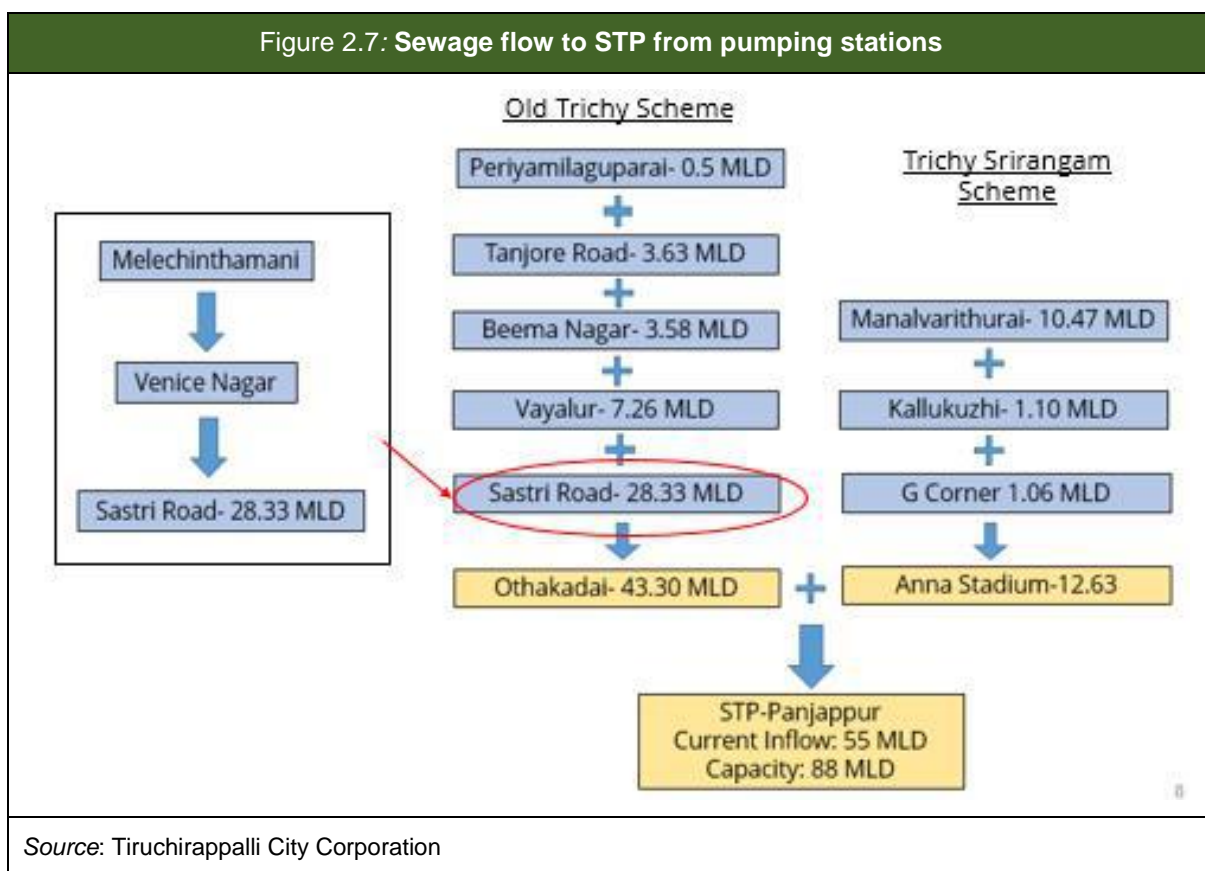 Figure 2.7: Sewage flow to STP from pumping stations
Old Trichy Scheme
Periyamilaguparai- 0.5 MLD
+
Tanjore Road- 3.63 MLD
+
Beema Nagar- 3.58 MLD
+
Vayalur- 7.26 MLD
+
Sastri Road- 28.33 MLD
Othakadai- 43.30 MLD
+
Trichy Srirangam
Scheme
Manalvarithurai- 10.47 MLD
+
Kallukuzhi- 1.10 MLD
+
G Corner 1.06 MLD
Anna Stadium-12.63
Melechinthamani
Venice Nagar
Sastri Road- 28.33 MLD
STP-Panjappur
Current Inflow: 55 MLD
Capacity: 88 MLD
8
Source: Tiruchirappalli City Corporation